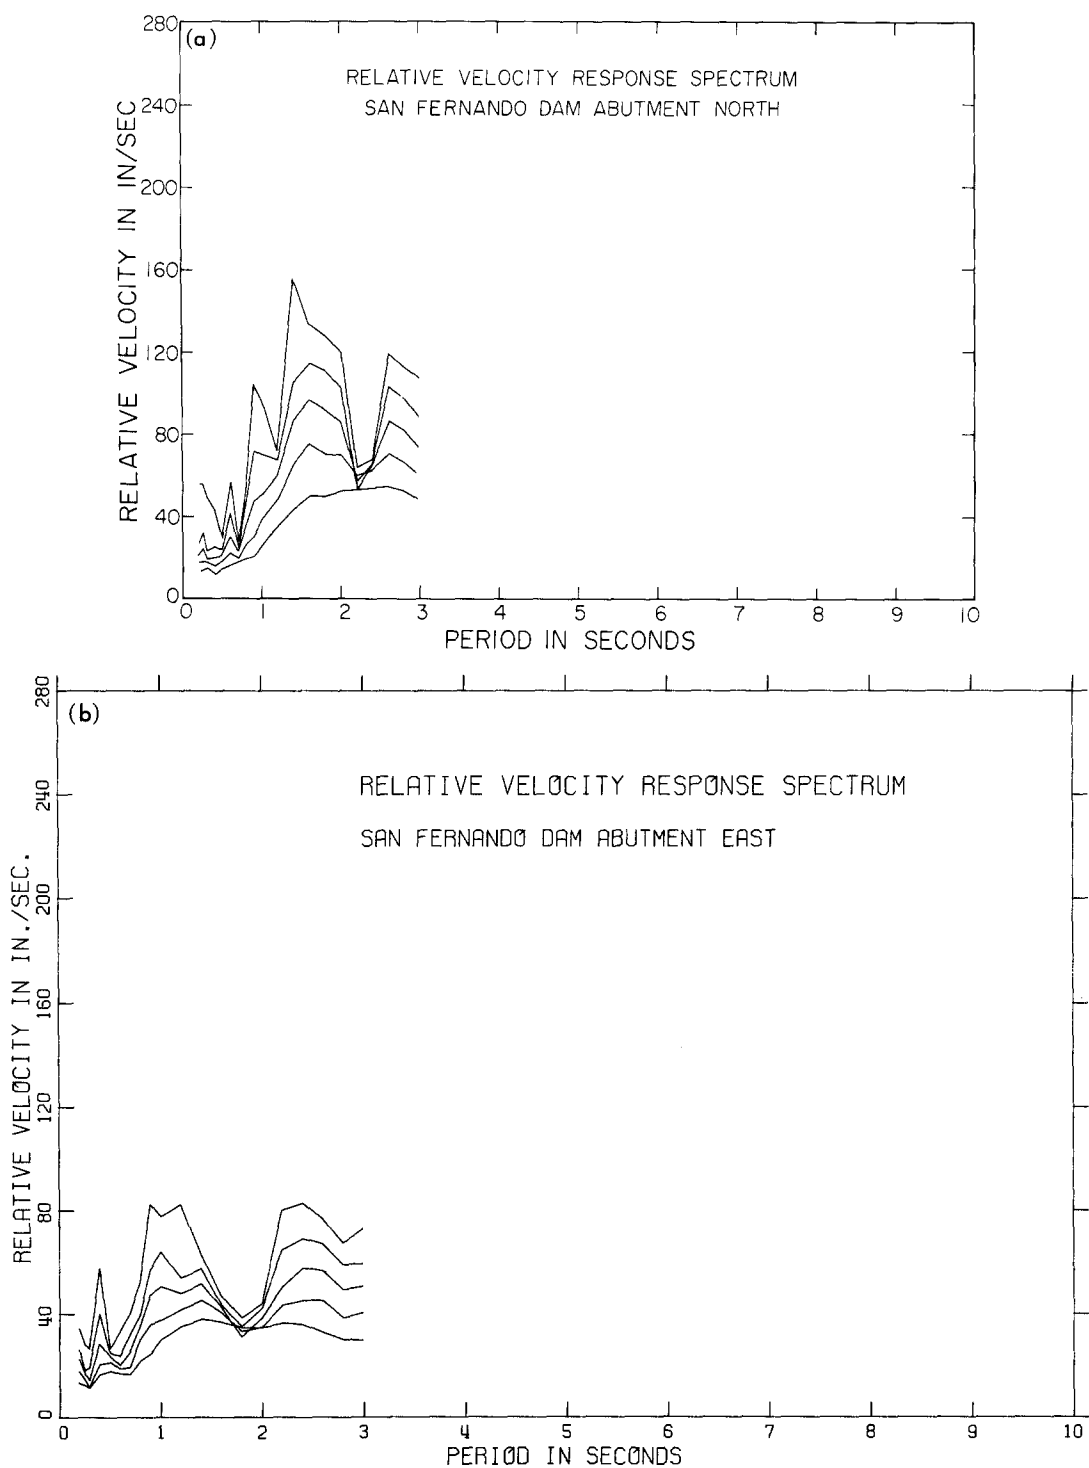 (a)
RELATIVE VELOCITY RESPONSE SPECTRUM
SAN FERNANDO DAM ABUTMENT NORTH
RELATIVE VELOCITY IN IN/SEC
280
240
200
160
120
80
40
0
0 1 2 3 4 5 6 7 8 9 10
PERIOD IN SECONDS
(b)
RELATIVE VELOCITY RESPONSE SPECTRUM
SAN FERNANDO DAM ABUTMENT EAST
RELATIVE VELOCITY IN IN./SEC.
280
240
200
160
120
80
40
0
0 1 2 3 4 5 6 7 8 9 10
PERIOD IN SECONDS